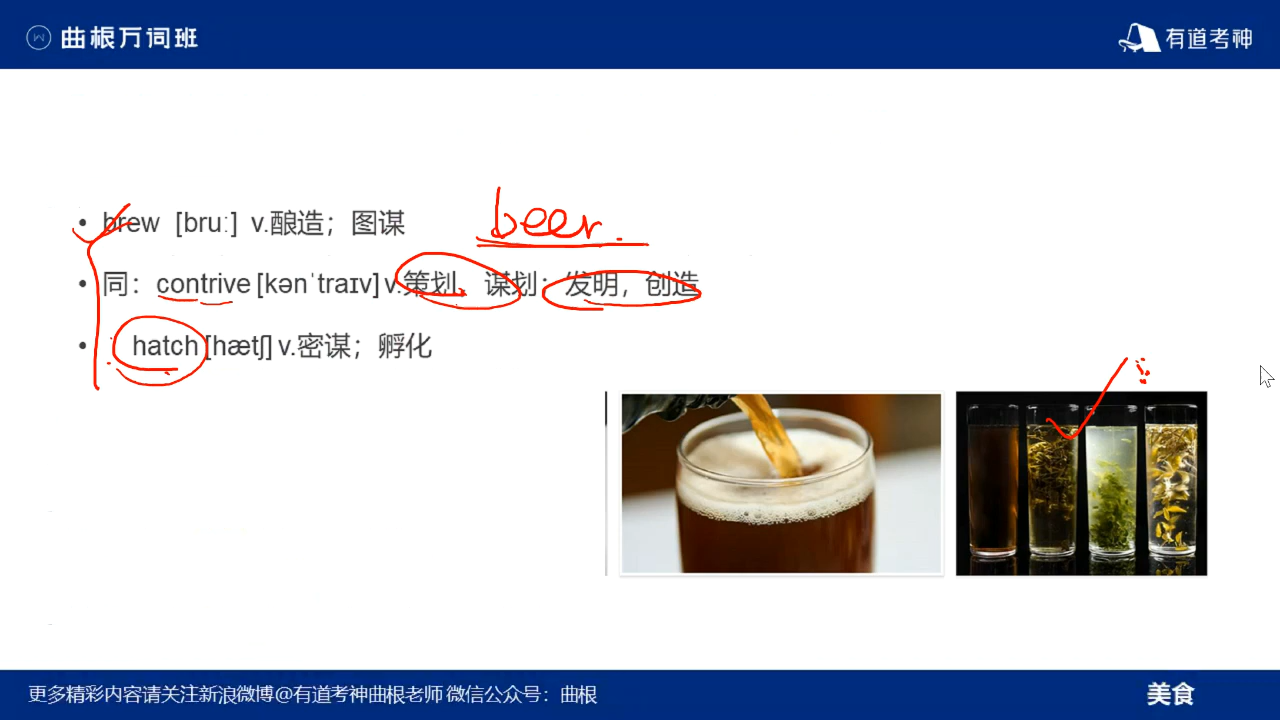 曲根万词班
有道考神
• brew [bruː] v.酿造；图谋
beer.
• 同：contrive [kənˈtraɪv] v.策划、谋划；发明，创造
• hatch [hætʃ] v.密谋；孵化
更多精彩内容请关注新浪微博@有道考神曲根老师 微信公众号：曲根
美食